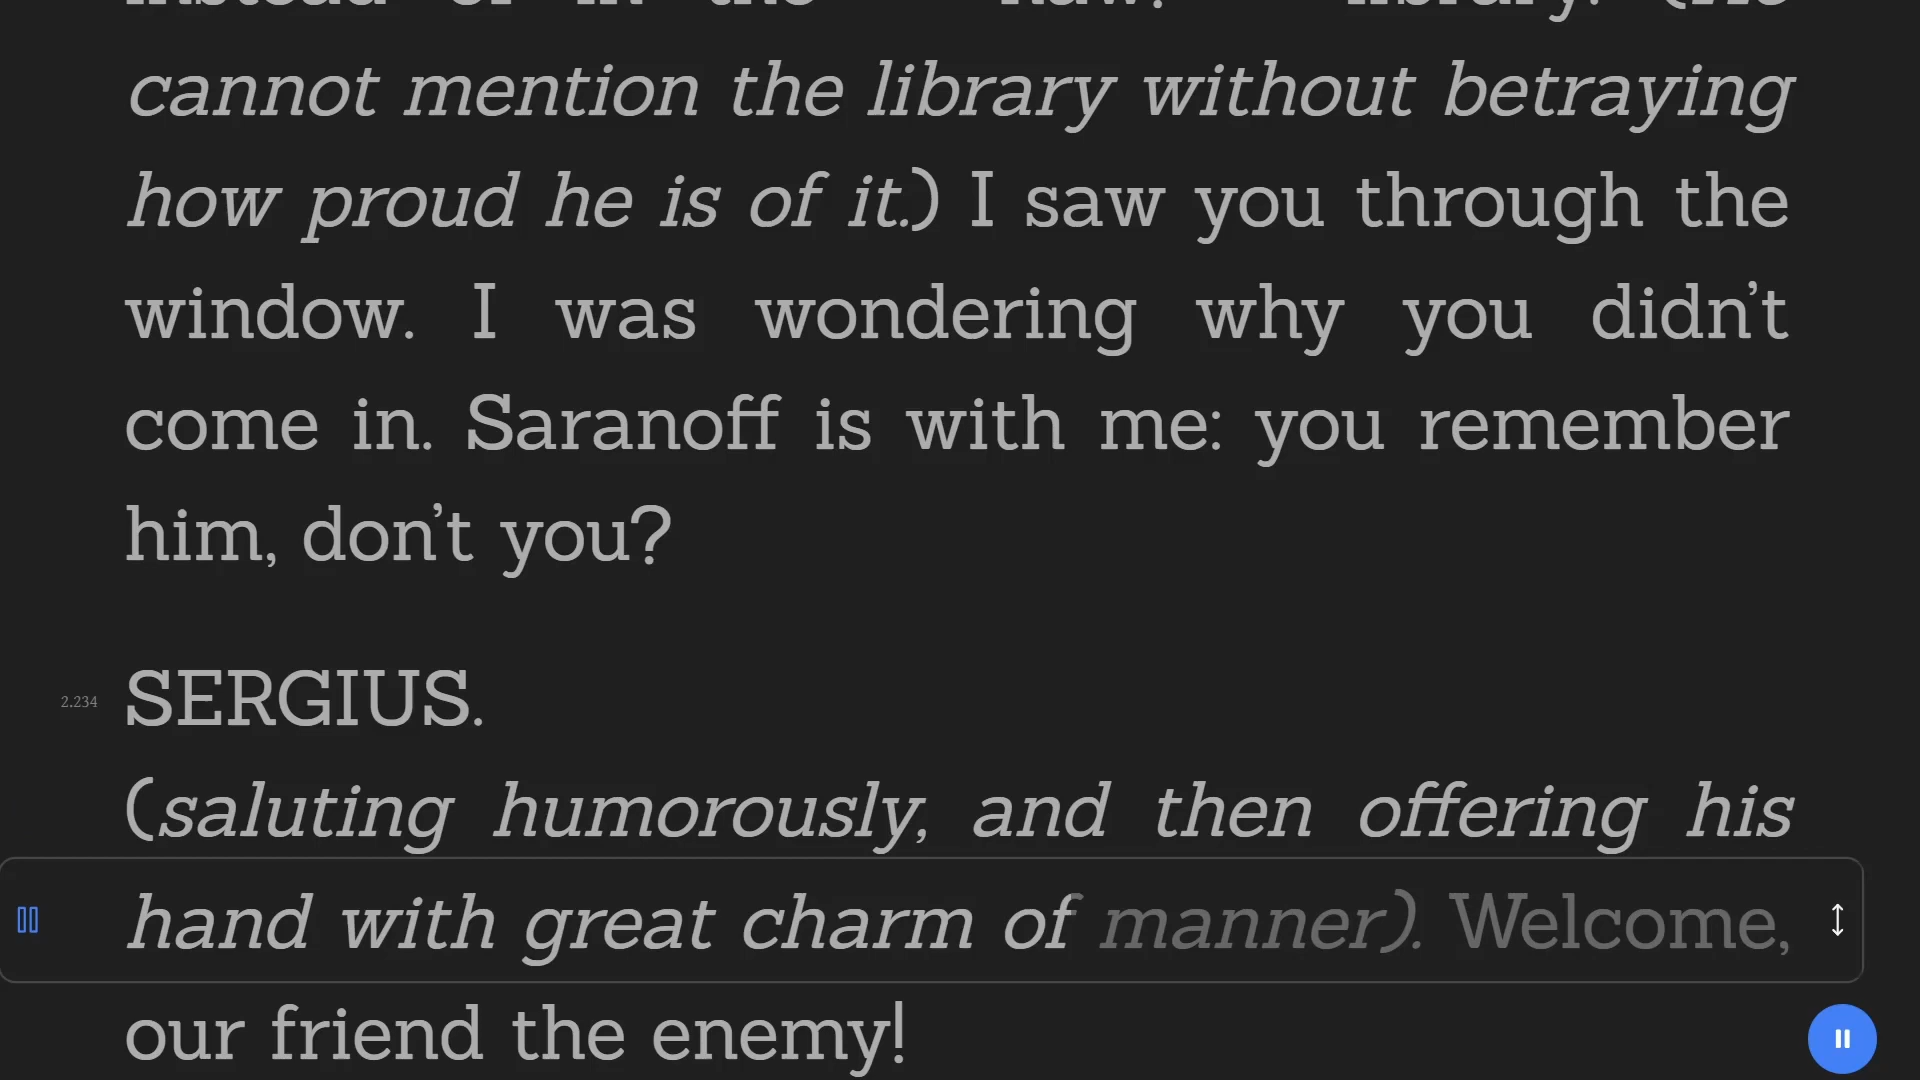 cannot mention the library without betraying
how proud he is of it.) I saw you through the
window. I was wondering why you didn't
come in. Saranoff is with me: you remember
him, don't you?
2.234
SERGIUS.
(saluting humorously, and then offering his
hand with great charm of manner). Welcome,
our friend the enemy!